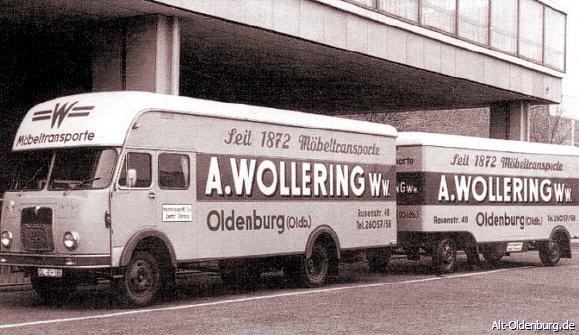 W
Möbeltransporte
Seit 1872 Möbeltransporte
A.WOLLERING Ww.
Oldenburg (Oldb.)
Rosenstr. 48
Tel. 26057/58
Seit 1872 Möbeltransporte
A.WOLLERING Ww.
Oldenburg (Oldb.)
Rosenstr. 48
Tel. 26057/58
Alt-Oldenburg.de